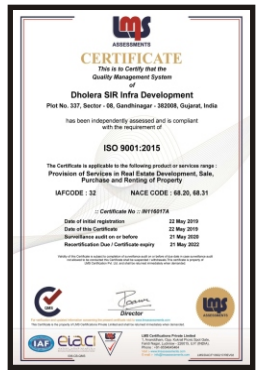 LMS
ASSESSMENTS
CERTIFICATE
This is to Certify that the
Quality Management System
of
Dholera SIR Infra Development
Plot No. 337, Sector - 08, Gandhinagar - 382008, Gujarat, India
has been independently assessed and is compliant
with the requirement of
ISO 9001:2015
The Certificate is applicable to the following product or services range :
Provision of Services in Real Estate Development, Sale,
Purchase and Renting of Property
IAFCODE : 32 NACE CODE : 68.20, 68.31
:: Certificate No :: IN116017A
Date of initial registration 22 May 2019
Date of this Certificate 22 May 2019
Surveillance audit on or before 21 May 2020
Recertification Due / Certificate expiry 21 May 2022
Director
LMS
IAF
LMS
ASSESSMENTS
LMS Certifications Private Limited